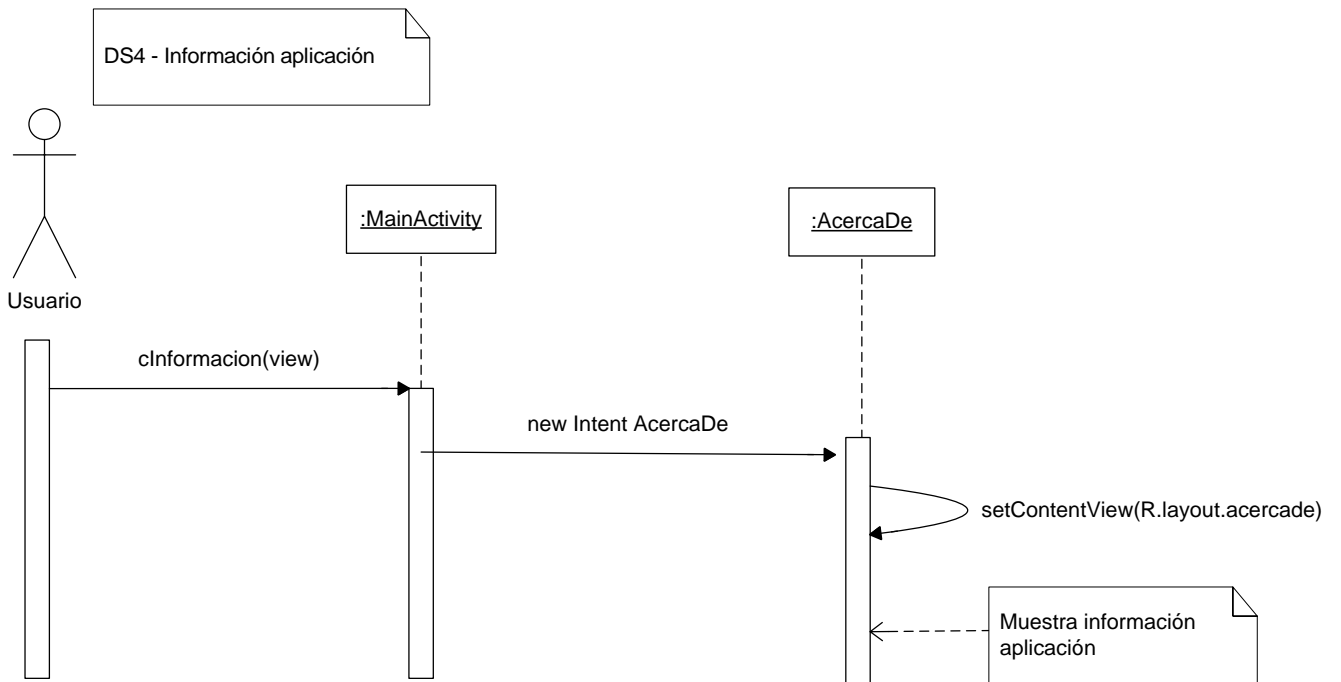 DS4 - Información aplicación
:MainActivity
:AcercaDe
Usuario
cInformacion(view)
new Intent AcercaDe
setContentView(R.layout.acercade)
Muestra información
aplicación